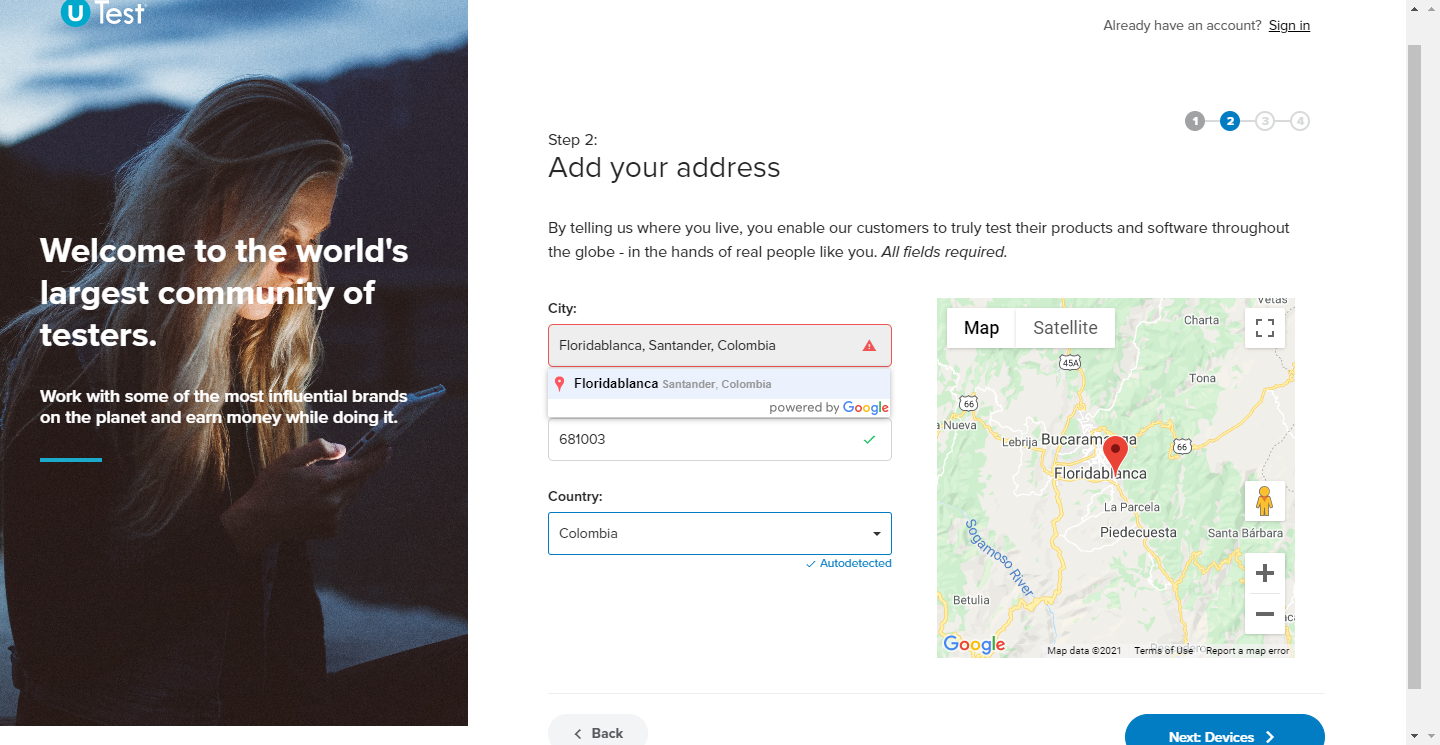 U Test
Already have an account? Sign in
1 2 3 4
Step 2:
Add your address
Welcome to the world's
largest community of
testers.
Work with some of the most influential brands
on the planet and earn money while doing it.
By telling us where you live, you enable our customers to truly test their products and software throughout
the globe - in the hands of real people like you. All fields required.
City:
Floridablanca, Santander, Colombia
Floridablanca Santander, Colombia
powered by Google
681003
Country:
Colombia
Autodetected
Map Satellite
Vetas
Charta
45A
Tona
66
a Nueva
Lebrija
Bucaramanga
66
Floridablanca
La Parcela
Piedecuesta
Santa Bárbara
Sogamoso River
Betulia
Google
Map data ©2021 Terms of Use Report a map error
Back
Next: Devices